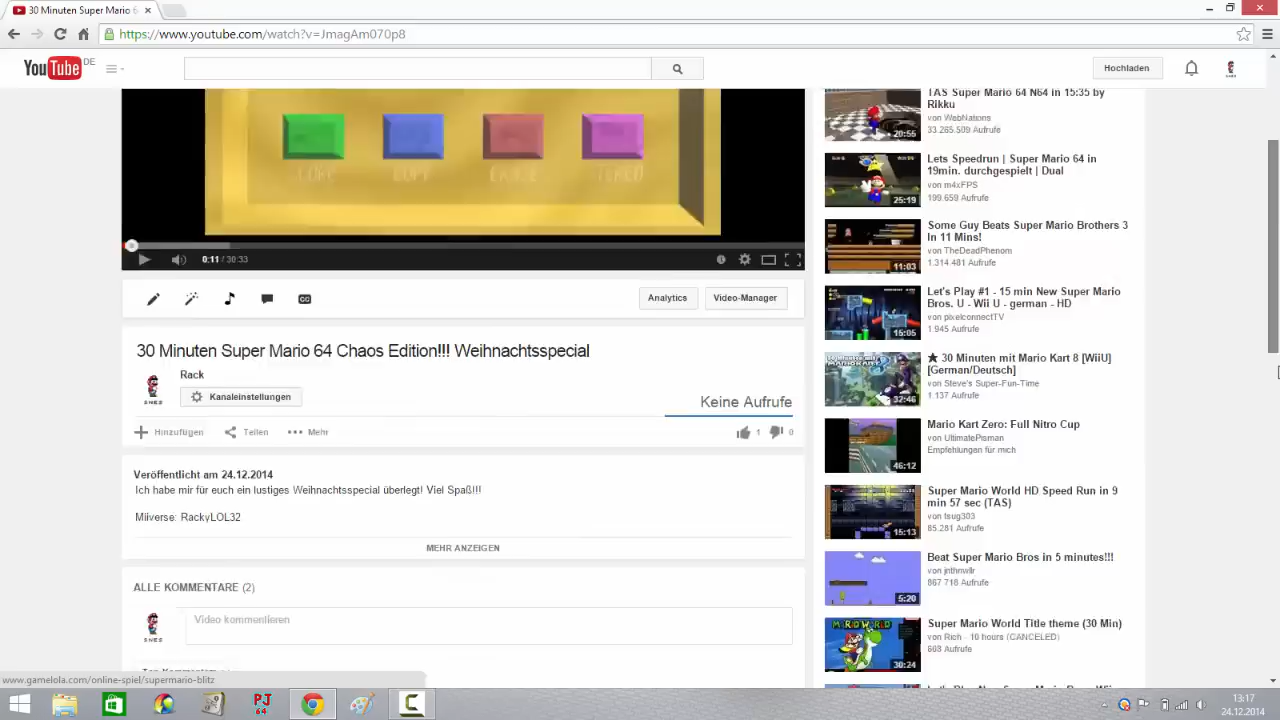 30 Minuten Super Mario 6
https://www.youtube.com/watch?v=JmagAm070p8
YouTube DE
Hochladen
0:11 / 30:33
Analytics
Video-Manager
30 Minuten Super Mario 64 Chaos Edition!!! Weihnachtsspecial
Rack
Kanaleinstellungen
Keine Aufrufe
Hinzufügen
Teilen
Mehr
1
0
Veröffentlicht am 24.12.2014
Ich habe mir für euch ein lustiges Weihnachtsspecial überlegt! Viel Spaß!!!
Miiverse: RackyLOL32
MEHR ANZEIGEN
ALLE KOMMENTARE (2)
Video kommentieren
Top-Kommentare
www.gamelola.com/online-spiel/supermario-blitz
TAS Super Mario 64 N64 in 15:35 by
Rikku
von WebNations
33.265.509 Aufrufe
20:55
Lets Speedrun | Super Mario 64 in
19min. durchgespielt | Dual
von m4xFPS
199.659 Aufrufe
25:19
Some Guy Beats Super Mario Brothers 3
In 11 Mins!
von TheDeadPhenom
1.314.481 Aufrufe
11:03
Let's Play #1 - 15 min New Super Mario
Bros. U - Wii U - german - HD
von pixelconnectTV
1.945 Aufrufe
15:05
★ 30 Minuten mit Mario Kart 8 [WiiU]
[German/Deutsch]
von Steve's Super-Fun-Time
1.137 Aufrufe
32:46
Mario Kart Zero: Full Nitro Cup
von UltimatePisman
Empfehlungen für mich
46:12
Super Mario World HD Speed Run in 9
min 57 sec (TAS)
von tsug303
85.281 Aufrufe
15:13
Beat Super Mario Bros in 5 minutes!!!
von jnthnwllr
867 718 Aufrufe
5:20
Super Mario World Title theme (30 Min)
von Rich - 10 hours (CANCELED)
608 Aufrufe
30:24
PJ
64
13:17
24.12.2014